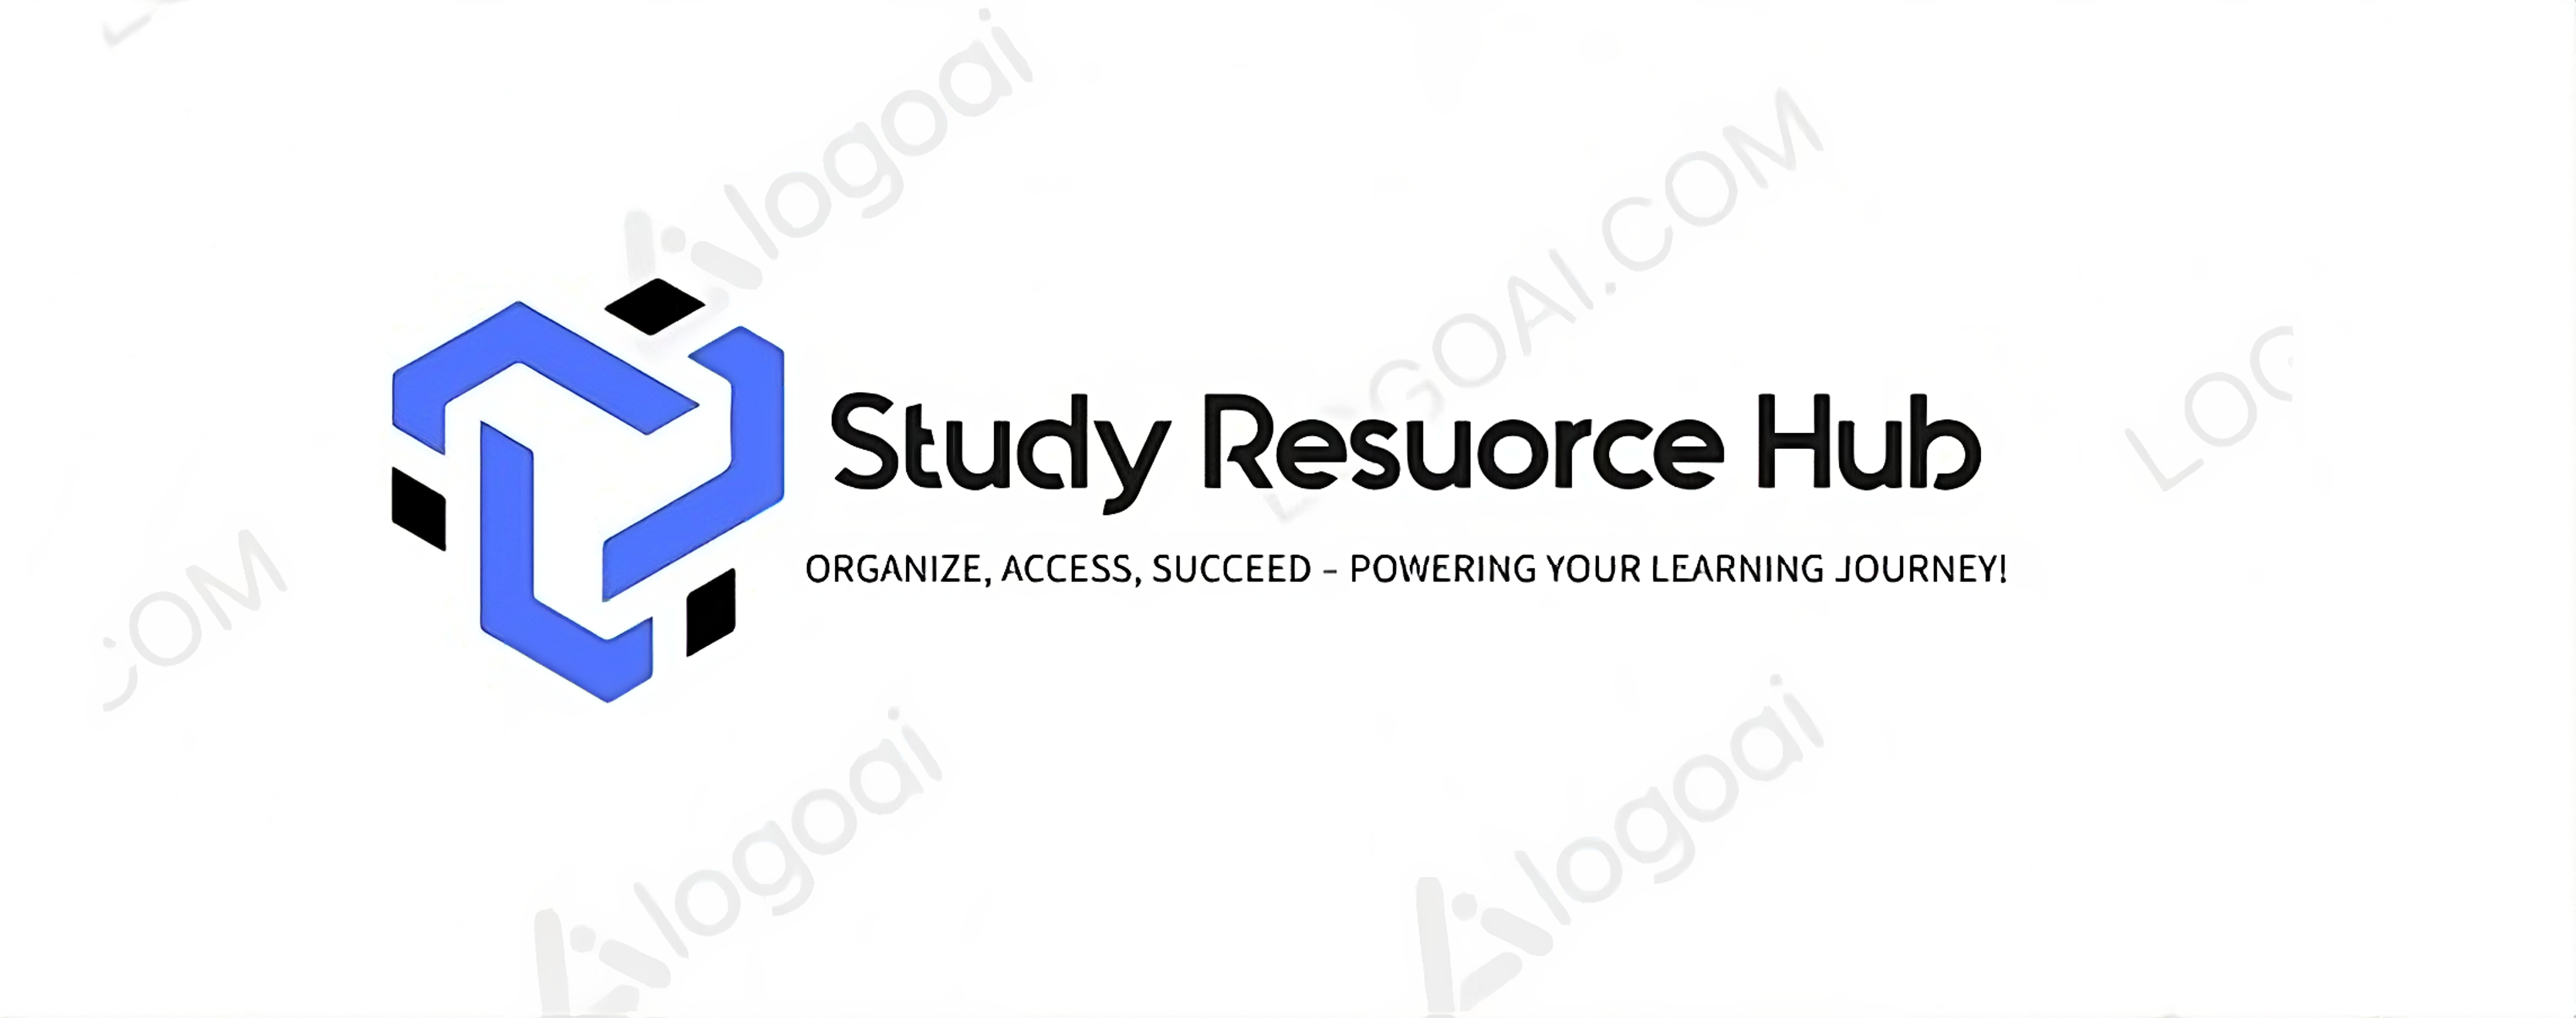 logoai
LOGOAI.COM
LOG
Study Resuorce Hub
ORGANIZE, ACCESS, SUCCEED - POWERING YOUR LEARNING JOURNEY!
COM
logoai
logoai